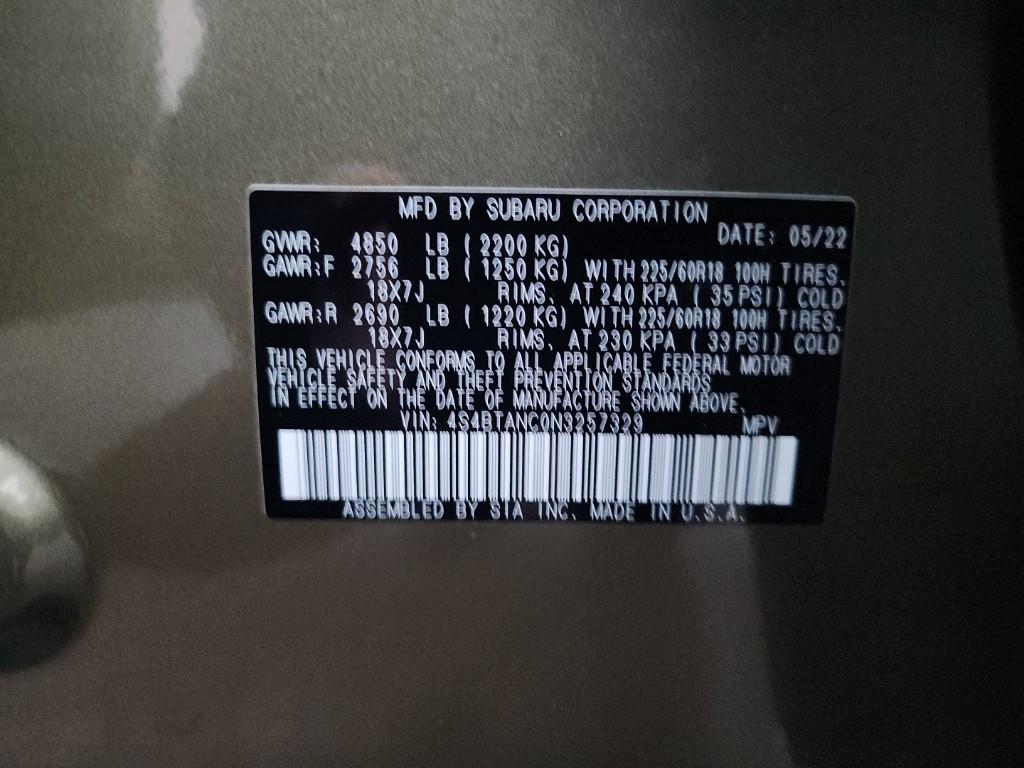 MFD BY SUBARU CORPORATION
DATE: 05/22
GVWR: 4850 LB ( 2200 KG)
GAWR:F 2756 LB ( 1250 KG) WITH 225/60R18 100H TIRES,
18X7J RIMS, AT 240 KPA ( 35 PSI) COLD
GAWR:R 2690 LB ( 1220 KG) WITH 225/60R18 100H TIRES,
18X7J RIMS, AT 230 KPA ( 33 PSI) COLD
THIS VEHICLE CONFORMS TO ALL APPLICABLE FEDERAL MOTOR
VEHICLE SAFETY AND THEFT PREVENTION STANDARDS
IN EFFECT ON THE DATE OF MANUFACTURE SHOWN ABOVE.
VIN: 4S4BTANC0N3257329 MPV
ASSEMBLED BY SIA INC. MADE IN U.S.A.